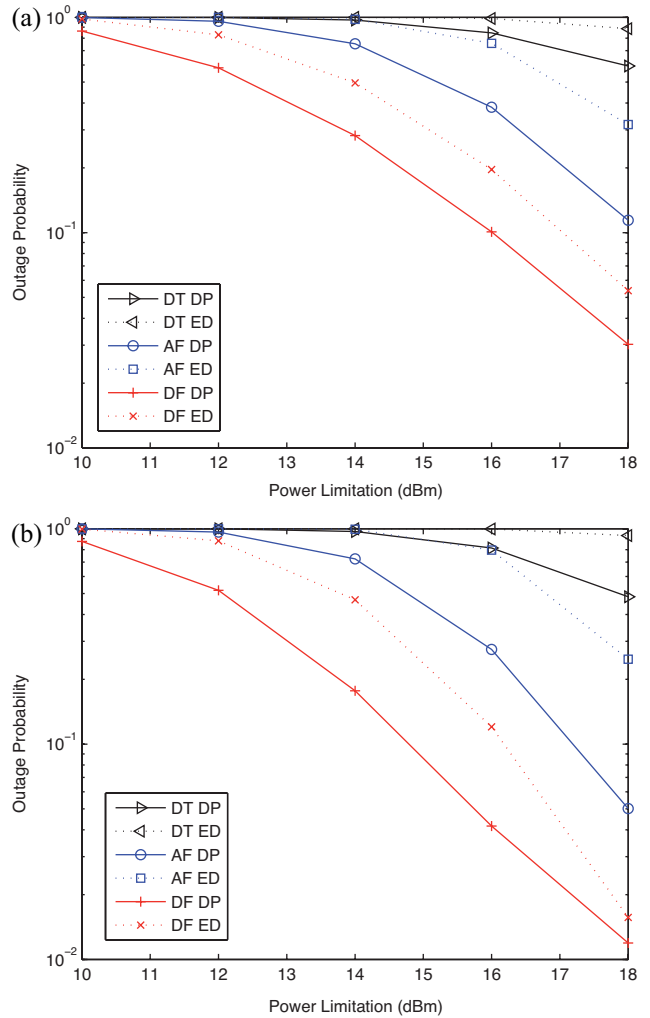 (a)
10^0
10^-1
10^-2
Outage Probability
DT DP
DT ED
AF DP
AF ED
DF DP
DF ED
10 11 12 13 14 15 16 17 18
Power Limitation (dBm)
(b)
10^0
10^-1
10^-2
Outage Probability
DT DP
DT ED
AF DP
AF ED
DF DP
DF ED
10 11 12 13 14 15 16 17 18
Power Limitation (dBm)